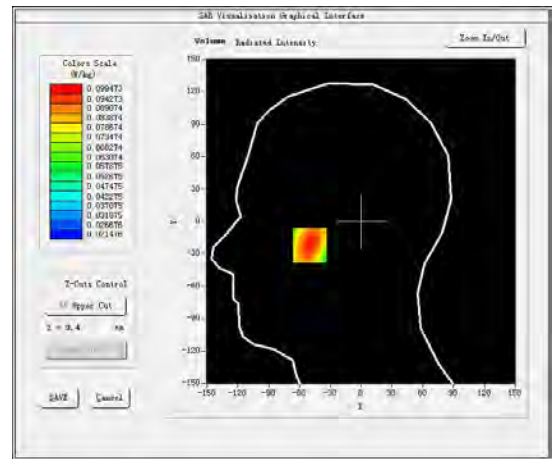 SAR Visualisation Graphical Interface
Volume Radiated Intensity
Zoom In/Out
Colors Scale
(W/kg)
0.099473
0.094273
0.089074
0.083874
0.078674
0.073474
0.068274
0.063074
0.057875
0.052675
0.047475
0.042275
0.037075
0.031875
0.026676
0.021476
150
120
90
60
30
0
-30
-60
-90
-120
-150
Y
-150 -120 -90 -60 -30 0 30 60 90 120 150
X
Z-Cuts Control
Upper Cut
Z = 0.4 mm
SAVE Cancel